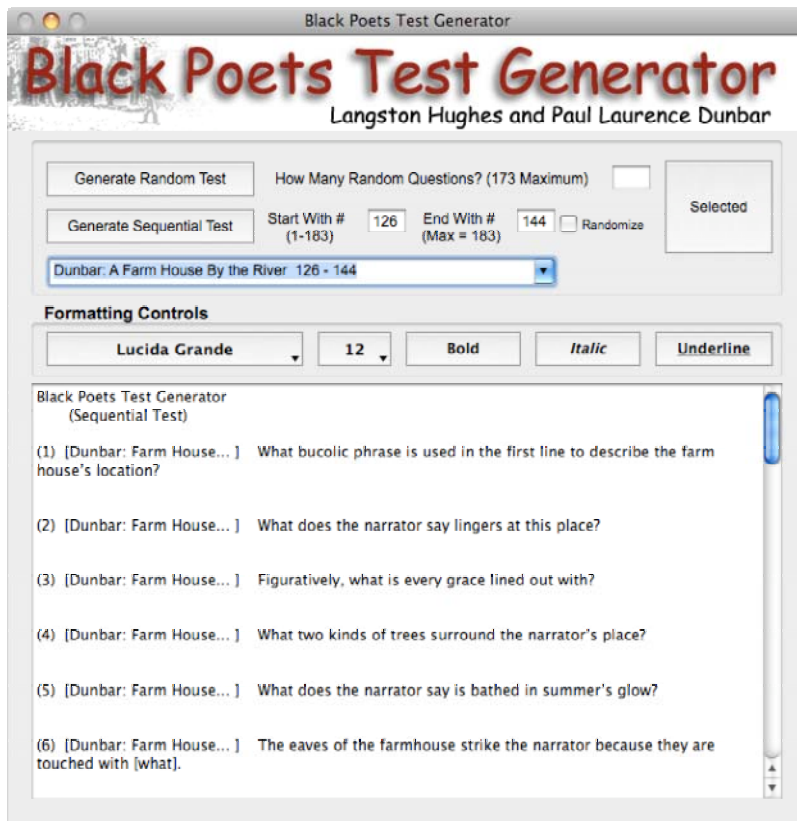 Black Poets Test Generator
Black Poets Test Generator
Langston Hughes and Paul Laurence Dunbar
Generate Random Test How Many Random Questions? (173 Maximum)
Selected
Generate Sequential Test Start With # 126 End With # 144 Randomize
(1-183) (Max = 183)
Dunbar: A Farm House By the River 126 - 144
Formatting Controls
Lucida Grande 12 Bold Italic Underline
Black Poets Test Generator
(Sequential Test)
(1) [Dunbar: Farm House... ] What bucolic phrase is used in the first line to describe the farm
house's location?
(2) [Dunbar: Farm House... ] What does the narrator say lingers at this place?
(3) [Dunbar: Farm House... ] Figuratively, what is every grace lined out with?
(4) [Dunbar: Farm House... ] What two kinds of trees surround the narrator's place?
(5) [Dunbar: Farm House... ] What does the narrator say is bathed in summer's glow?
(6) [Dunbar: Farm House... ] The eaves of the farmhouse strike the narrator because they are
touched with [what].